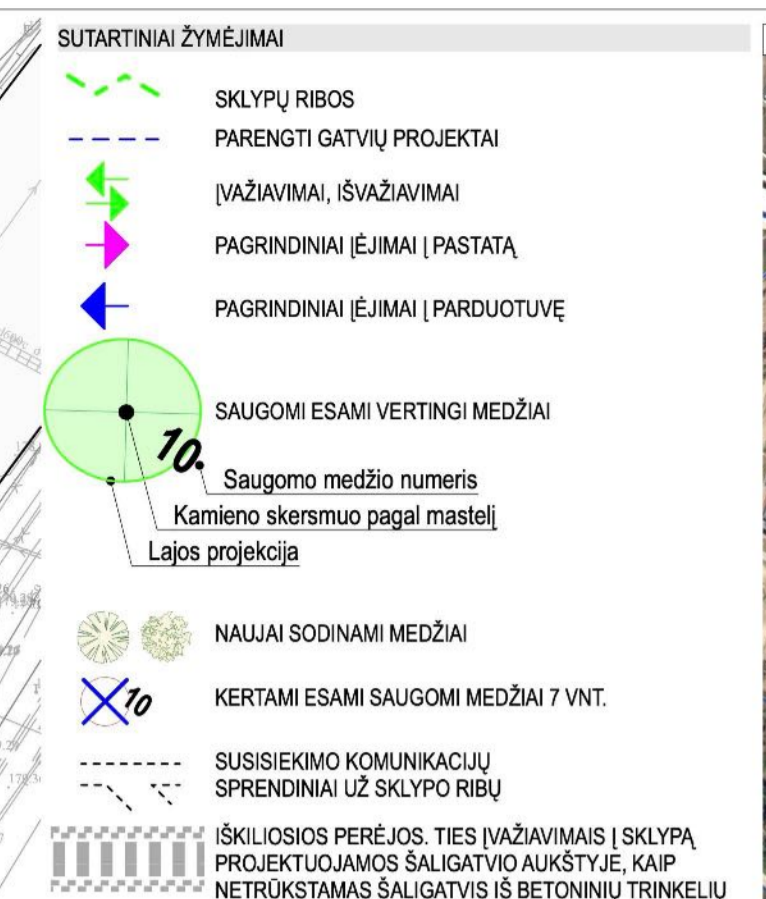 SUTARTINIAI ŽYMĖJIMAI
SKLYPŲ RIBOS
PARENGTI GATVIŲ PROJEKTAI
ĮVAŽIAVIMAI, IŠVAŽIAVIMAI
PAGRINDINIAI ĮĖJIMAI Į PASTATĄ
PAGRINDINIAI ĮĖJIMAI Į PARDUOTUVĘ
SAUGOMI ESAMI VERTINGI MEDŽIAI
10
Saugomo medžio numeris
Kamieno skersmuo pagal mastelį
Lajos projekcija
NAUJAI SODINAMI MEDŽIAI
10
KERTAMI ESAMI SAUGOMI MEDŽIAI 7 VNT.
SUSISIEKIMO KOMUNIKACIJŲ
SPRENDINIAI UŽ SKLYPO RIBŲ
IŠKILIOSIOS PERĖJOS. TIES ĮVAŽIAVIMAIS Į SKLYPĄ
PROJEKTUOJAMOS ŠALIGATVIO AUKŠTYJE, KAIP
NETRŪKSTAMAS ŠALIGATVIS IŠ BETONINIŲ TRINKELIŲ